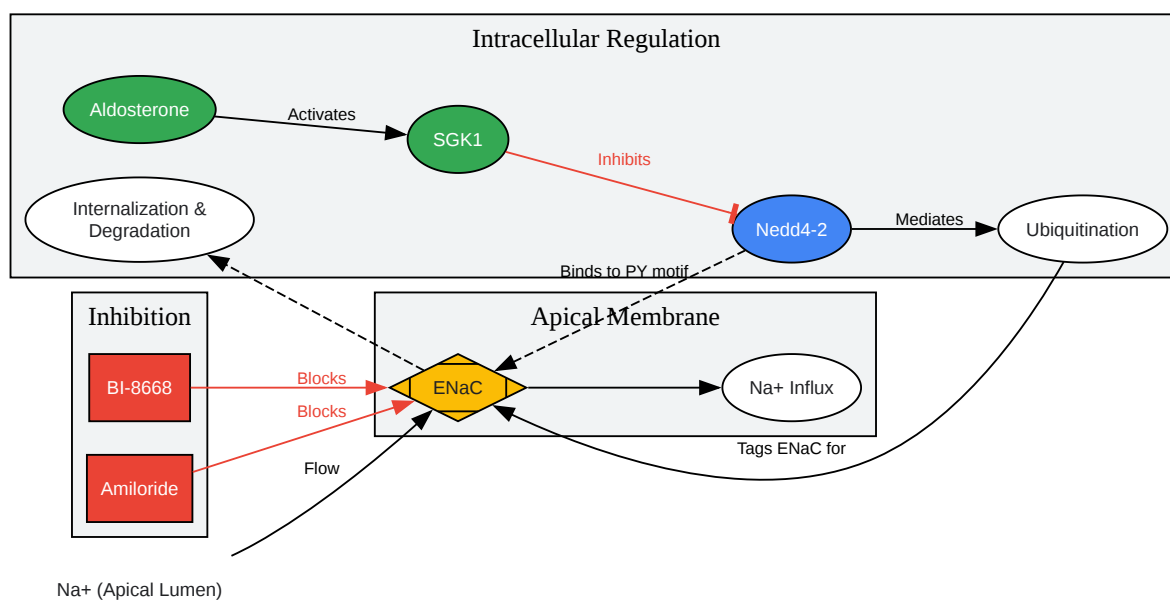 Intracellular Regulation
Aldosterone
Activates
SGK1
Inhibits
Internalization &
Degradation
Nedd4-2
Mediates
Ubiquitination
Binds to PY motif
Inhibition
Apical Membrane
BI-8668
Blocks
ENaC
Na+ Influx
Blocks
Tags ENaC for
Flow
Amiloride
Na+ (Apical Lumen)